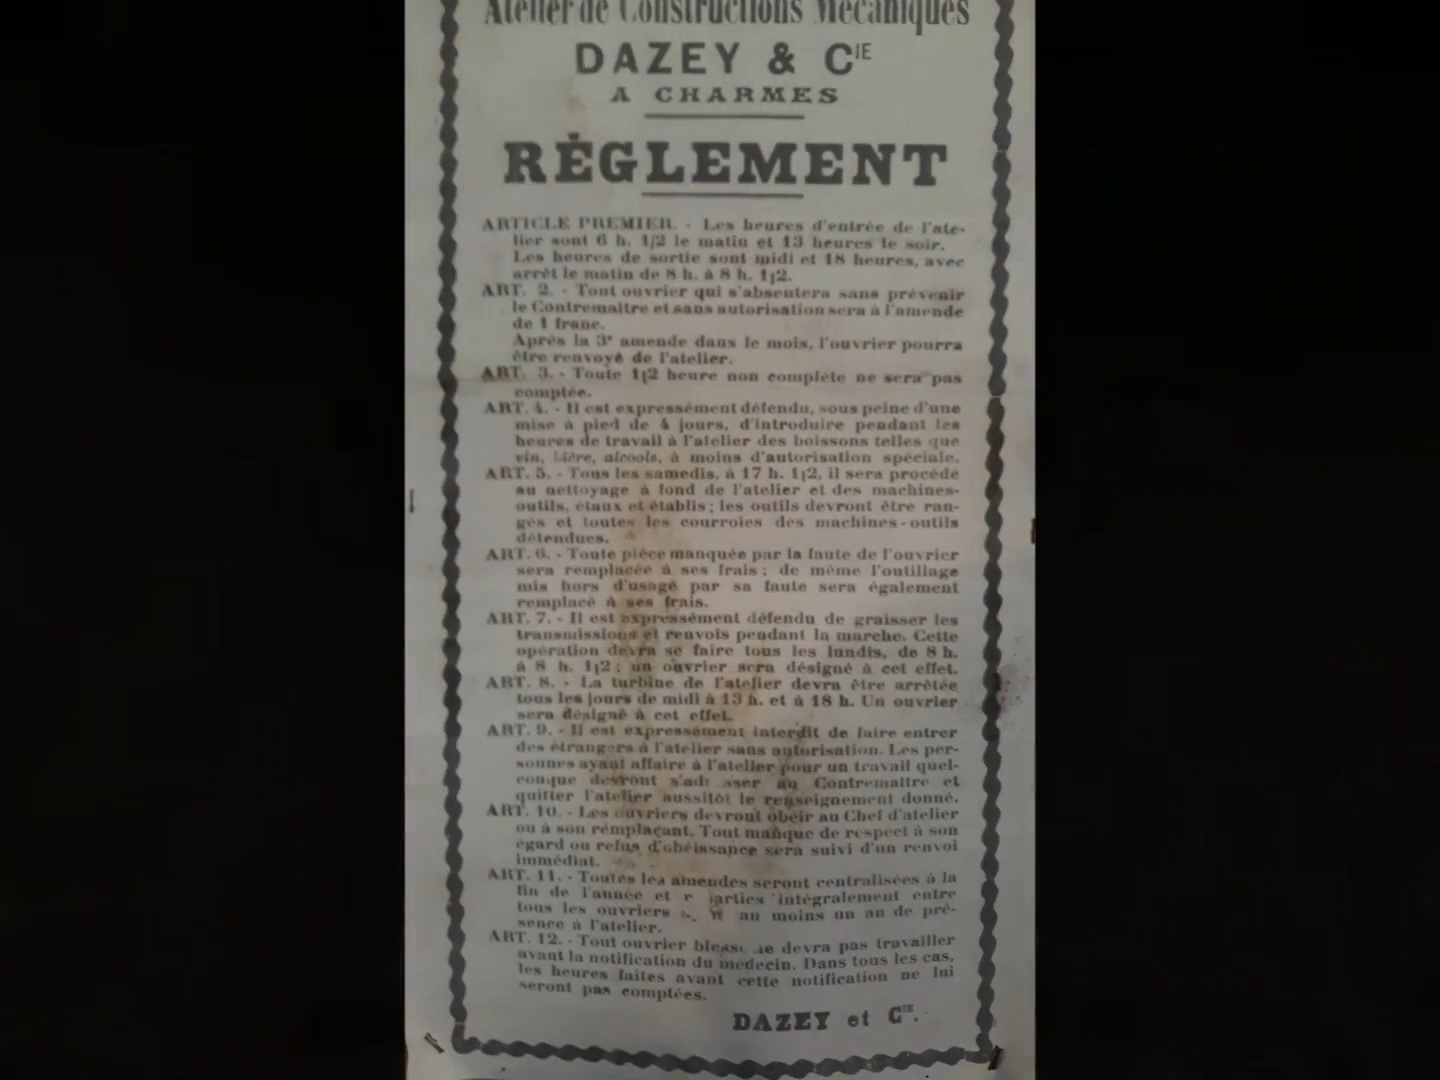 Atelier de Constructions Mécaniques
DAZEY & CIE
A CHARMES
RÈGLEMENT
ARTICLE PREMIER. - Les heures d'entrée de l'ate-
lier sont 6 h. 1/2 le matin et 13 heures le soir.
Les heures de sortie sont midi et 18 heures, avec
arrêt le matin de 8 h. à 8 h. 1/2.
ART. 2. - Tout ouvrier qui s'absentera sans prévenir
le Contremaître et sans autorisation sera à l'amende
de 1 franc.
Après la 3e amende dans le mois, l'ouvrier pourra
être renvoyé de l'atelier.
ART. 3. - Toute 1/2 heure non complète ne sera pas
comptée.
ART. 4. - Il est expressément défendu, sous peine d'une
mise à pied de 4 jours, d'introduire pendant les
heures de travail à l'atelier des boissons telles que
vin, bière, alcools, à moins d'autorisation spéciale.
ART. 5. - Tous les samedis, à 17 h. 1/2, il sera procédé
au nettoyage à fond de l'atelier et des machines-
outils, étaux et établis; les outils devront être ran-
gés et toutes les courroies des machines-outils
détendues.
ART. 6. - Toute pièce manquée par la faute de l'ouvrier
sera remplacée à ses frais; de même l'outillage
mis hors d'usage par sa faute sera également
remplacé à ses frais.
ART. 7. - Il est expressément défendu de graisser les
transmissions et renvois pendant la marche. Cette
opération devra se faire tous les lundis, de 8 h.
à 8 h. 1/2; un ouvrier sera désigné à cet effet.
ART. 8. - La turbine de l'atelier devra être arrêtée
tous les jours de midi à 13 h. et à 18 h. Un ouvrier
sera désigné à cet effet.
ART. 9. - Il est expressément interdit de faire entrer
des étrangers à l'atelier sans autorisation. Les per-
sonnes ayant affaire à l'atelier pour un travail quel-
conque devront au Contremaître et
quitter l'atelier aussitôt le renseignement donné.
ART. 10. - Les ouvriers devront obéir au Chef d'atelier
ou à son remplaçant. Tout manque de respect à son
égard ou refus d'obéissance sera suivi d'un renvoi
immédiat.
ART. 11. - Toutes les amendes seront centralisées à la
fin de l'année et intégralement entre
tous les ouvriers au moins un an de pré-
sence à l'atelier.
ART. 12. - Tout ouvrier blessé ne devra pas travailler
avant la notification du médecin. Dans tous les cas,
les heures faites avant cette notification ne lui
seront pas comptées.
DAZEY et CIE.